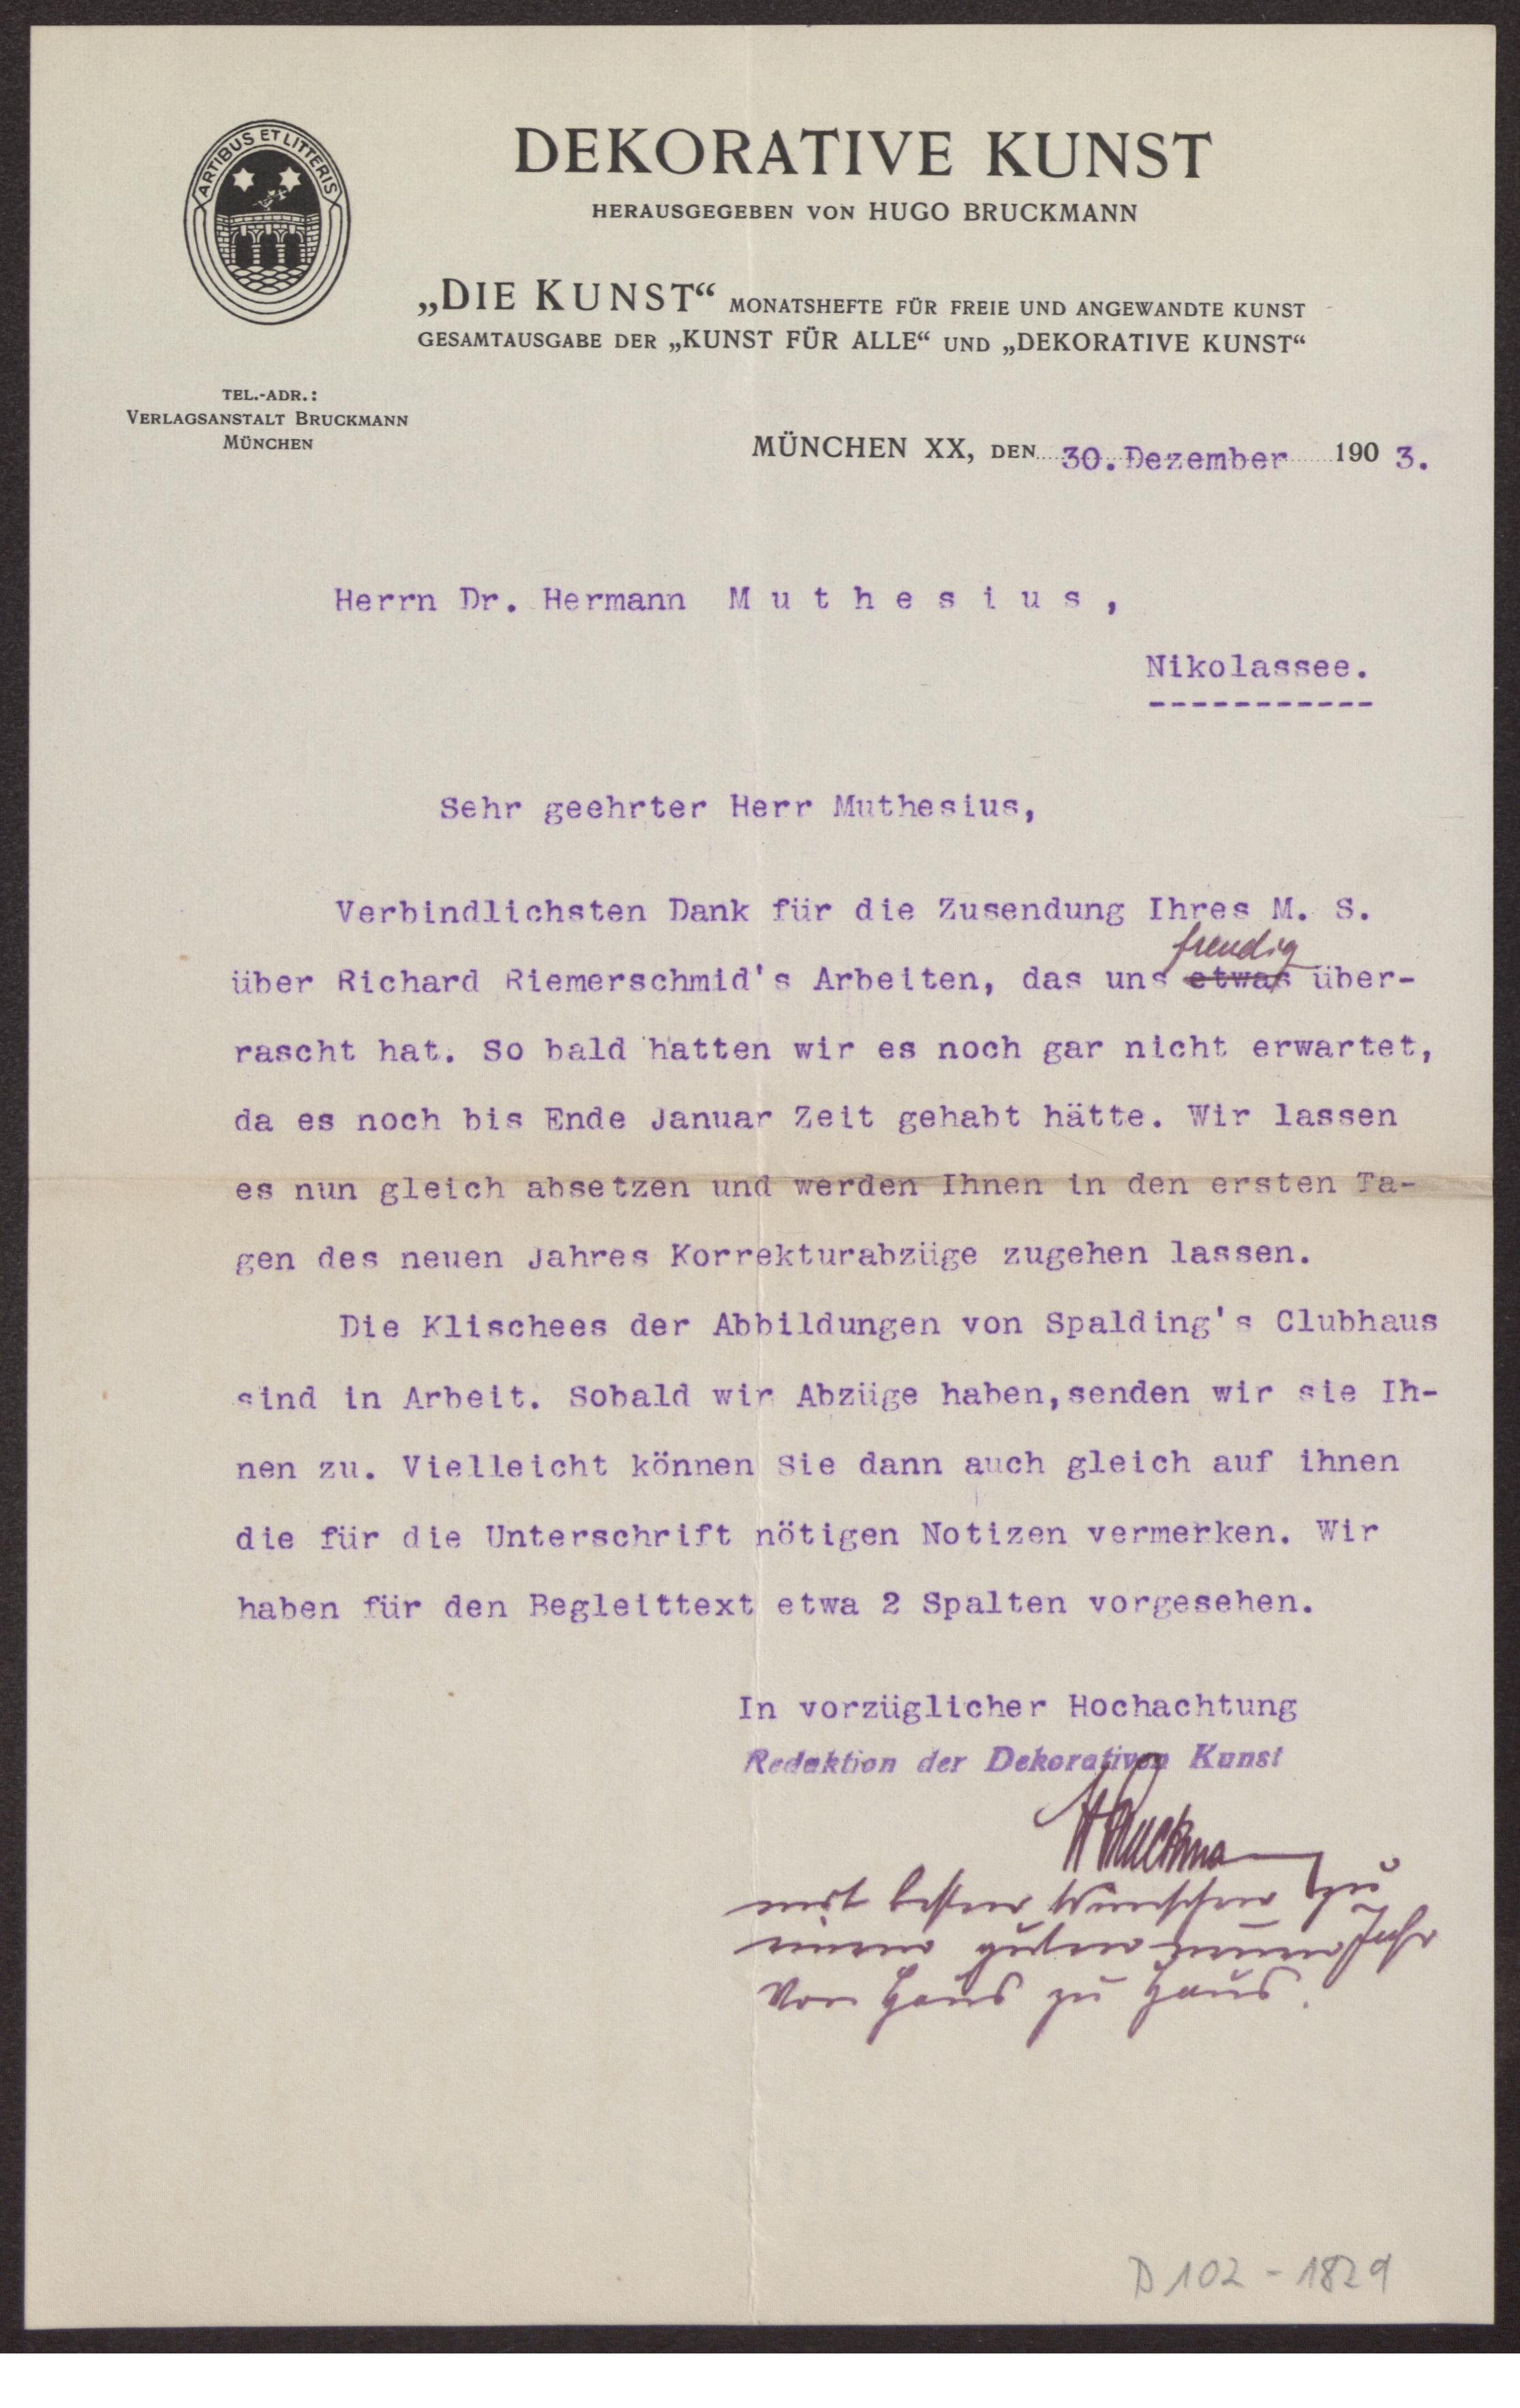 ARTIBUS ET LITTERIS
DEKORATIVE KUNST
HERAUSGEGEBEN VON HUGO BRUCKMANN
„DIE KUNST“ MONATSHEFTE FÜR FREIE UND ANGEWANDTE KUNST
GESAMTAUSGABE DER „KUNST FÜR ALLE“ UND „DEKORATIVE KUNST“
TEL.-ADR.:
VERLAGSANSTALT BRUCKMANN
MÜNCHEN
MÜNCHEN XX, DEN 30. Dezember 190 3.
Herrn Dr. Hermann M u t h e s i u s ,
Nikolassee.
-----------
Sehr geehrter Herr Muthesius,
Verbindlichsten Dank für die Zusendung Ihres M. S.
freudig
über Richard Riemerschmid's Arbeiten, das uns etwas über-
rascht hat. So bald hatten wir es noch gar nicht erwartet,
da es noch bis Ende Januar Zeit gehabt hätte. Wir lassen
es nun gleich absetzen und werden Ihnen in den ersten Ta-
gen des neuen Jahres Korrekturabzüge zugehen lassen.
Die Klischees der Abbildungen von Spalding's Clubhaus
sind in Arbeit. Sobald wir Abzüge haben,senden wir sie Ih-
nen zu. Vielleicht können Sie dann auch gleich auf ihnen
die für die Unterschrift nötigen Notizen vermerken. Wir
haben für den Begleittext etwa 2 Spalten vorgesehen.
In vorzüglicher Hochachtung
Redaktion der Dekorativen Kunst
H Bruckmann
mit besten Wünschen zu
einem guten neuen Jahr
von Haus zu Haus.
D 102 - 1829